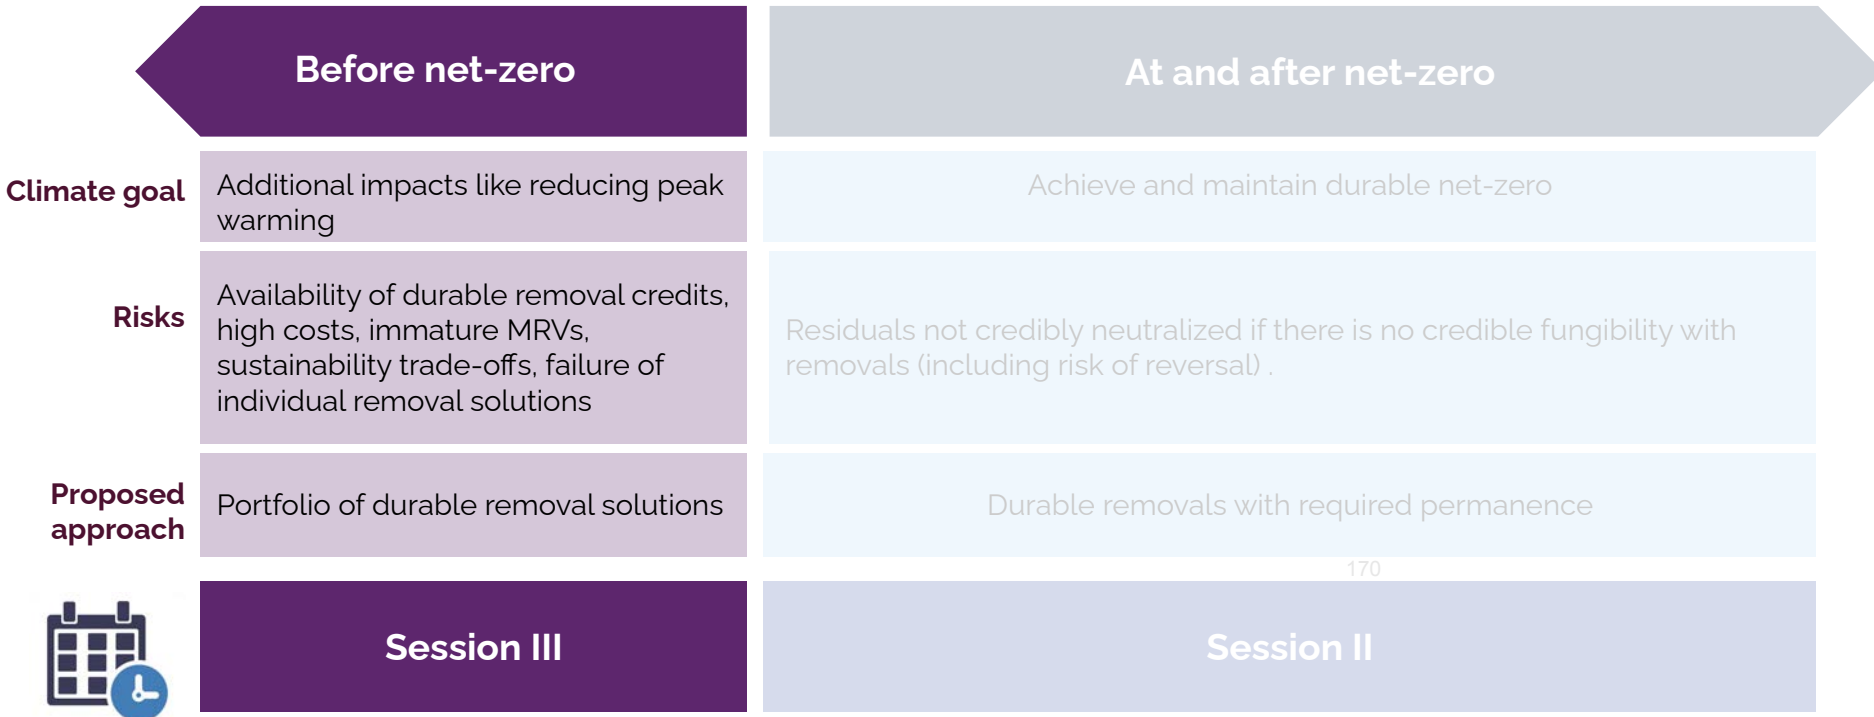 Before net-zero
At and after net-zero
Climate goal
Additional impacts like reducing peak
warming
Achieve and maintain durable net-zero
Risks
Availability of durable removal credits,
high costs, immature MRVs,
sustainability trade-offs, failure of
individual removal solutions
Residuals not credibly neutralized if there is no credible fungibility with
removals (including risk of reversal) .
Proposed
approach
Portfolio of durable removal solutions
Durable removals with required permanence
170
Session III
Session II